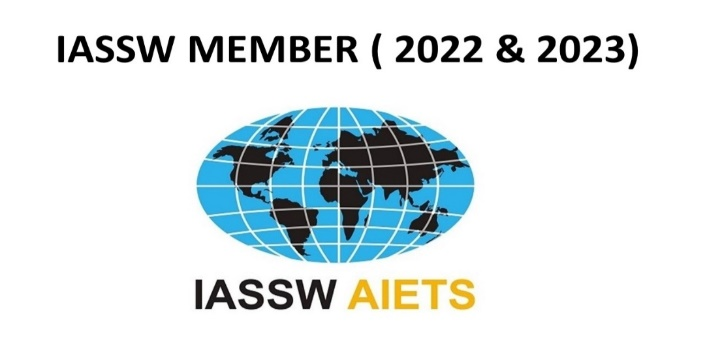 IASSW MEMBER ( 2022 & 2023)
IASSW AIETS